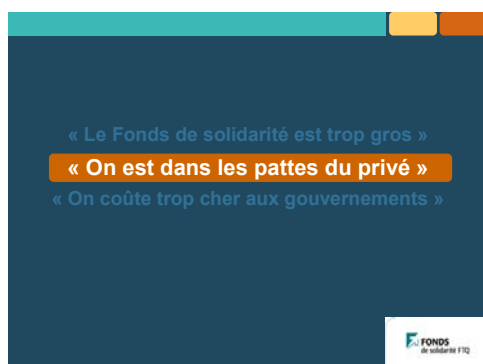 « Le Fonds de solidarité est trop gros »
« On est dans les pattes du privé »
« On coûte trop cher aux gouvernements »
FONDS
de solidarité FTQ